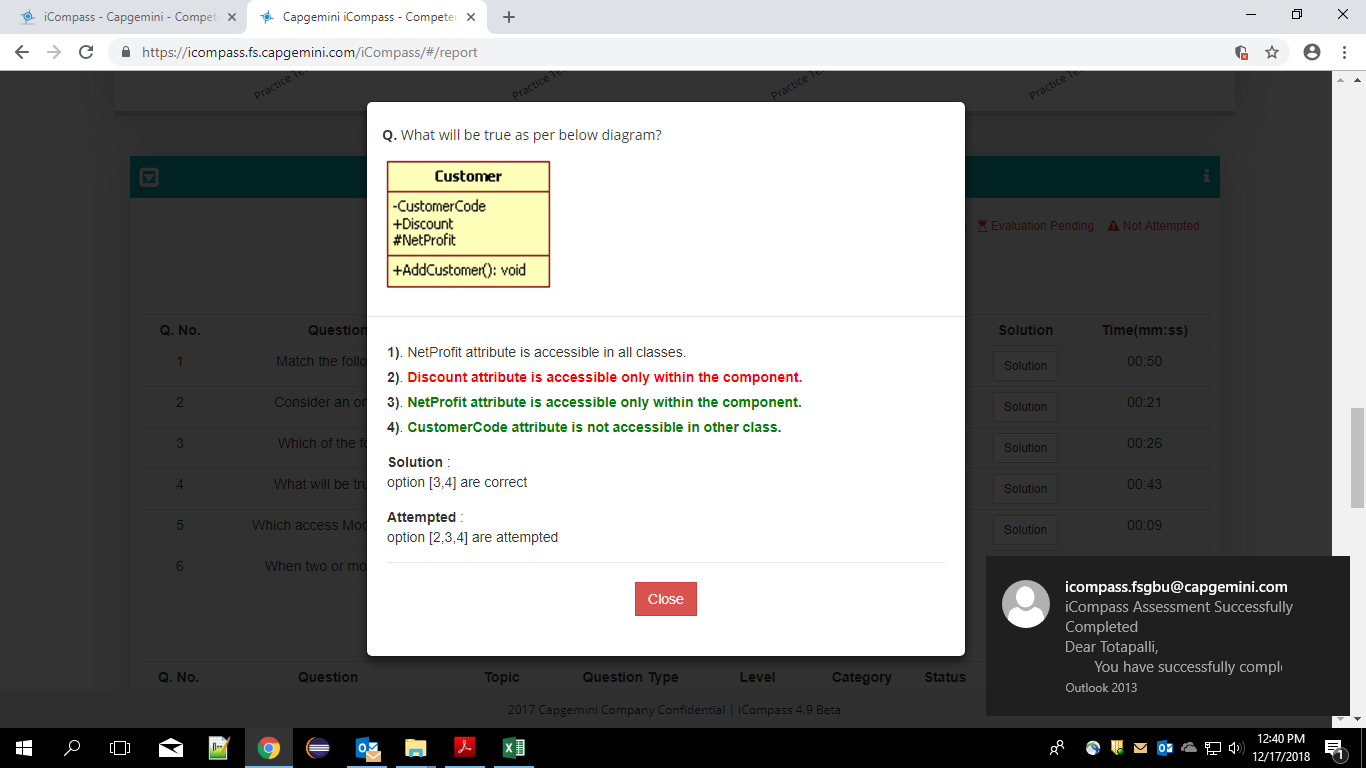 iCompass - Capgemini - Compet
Capgemini iCompass - Competen
https://icompass.fs.capgemini.com/iCompass/#/report
Practice Te
Practice Te
Practice Te
Practice Te
Q. What will be true as per below diagram?
Customer
-CustomerCode
+Discount
#NetProfit
+AddCustomer(): void
Evaluation Pending Not Attempted
Q. No. Question Solution Time(mm:ss)
1 Match the follo Solution 00:50
2 Consider an or Solution 00:21
3 Which of the fo Solution 00:26
4 What will be tru Solution 00:43
5 Which access Mod Solution 00:09
6 When two or mo
1). NetProfit attribute is accessible in all classes.
2). Discount attribute is accessible only within the component.
3). NetProfit attribute is accessible only within the component.
4). CustomerCode attribute is not accessible in other class.
Solution :
option [3,4] are correct
Attempted :
option [2,3,4] are attempted
Close
icompass.fsgbu@capgemini.com
iCompass Assessment Successfully
Completed
Dear Totapalli,
You have successfully compl
Outlook 2013
Q. No. Question Topic Question Type Level Category Status
2017 Capgemini Company Confidential | iCompass 4.9 Beta
12:40 PM
12/17/2018
1